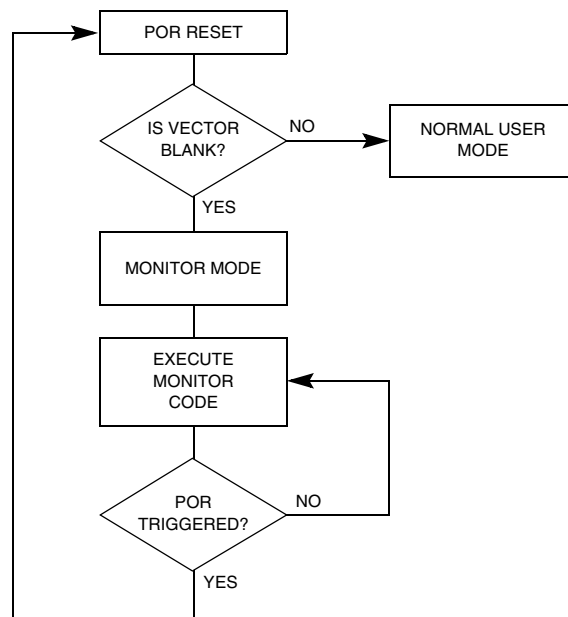 POR RESET
IS VECTOR
BLANK?
NO
NORMAL USER
MODE
YES
MONITOR MODE
EXECUTE
MONITOR
CODE
POR
TRIGGERED?
NO
YES